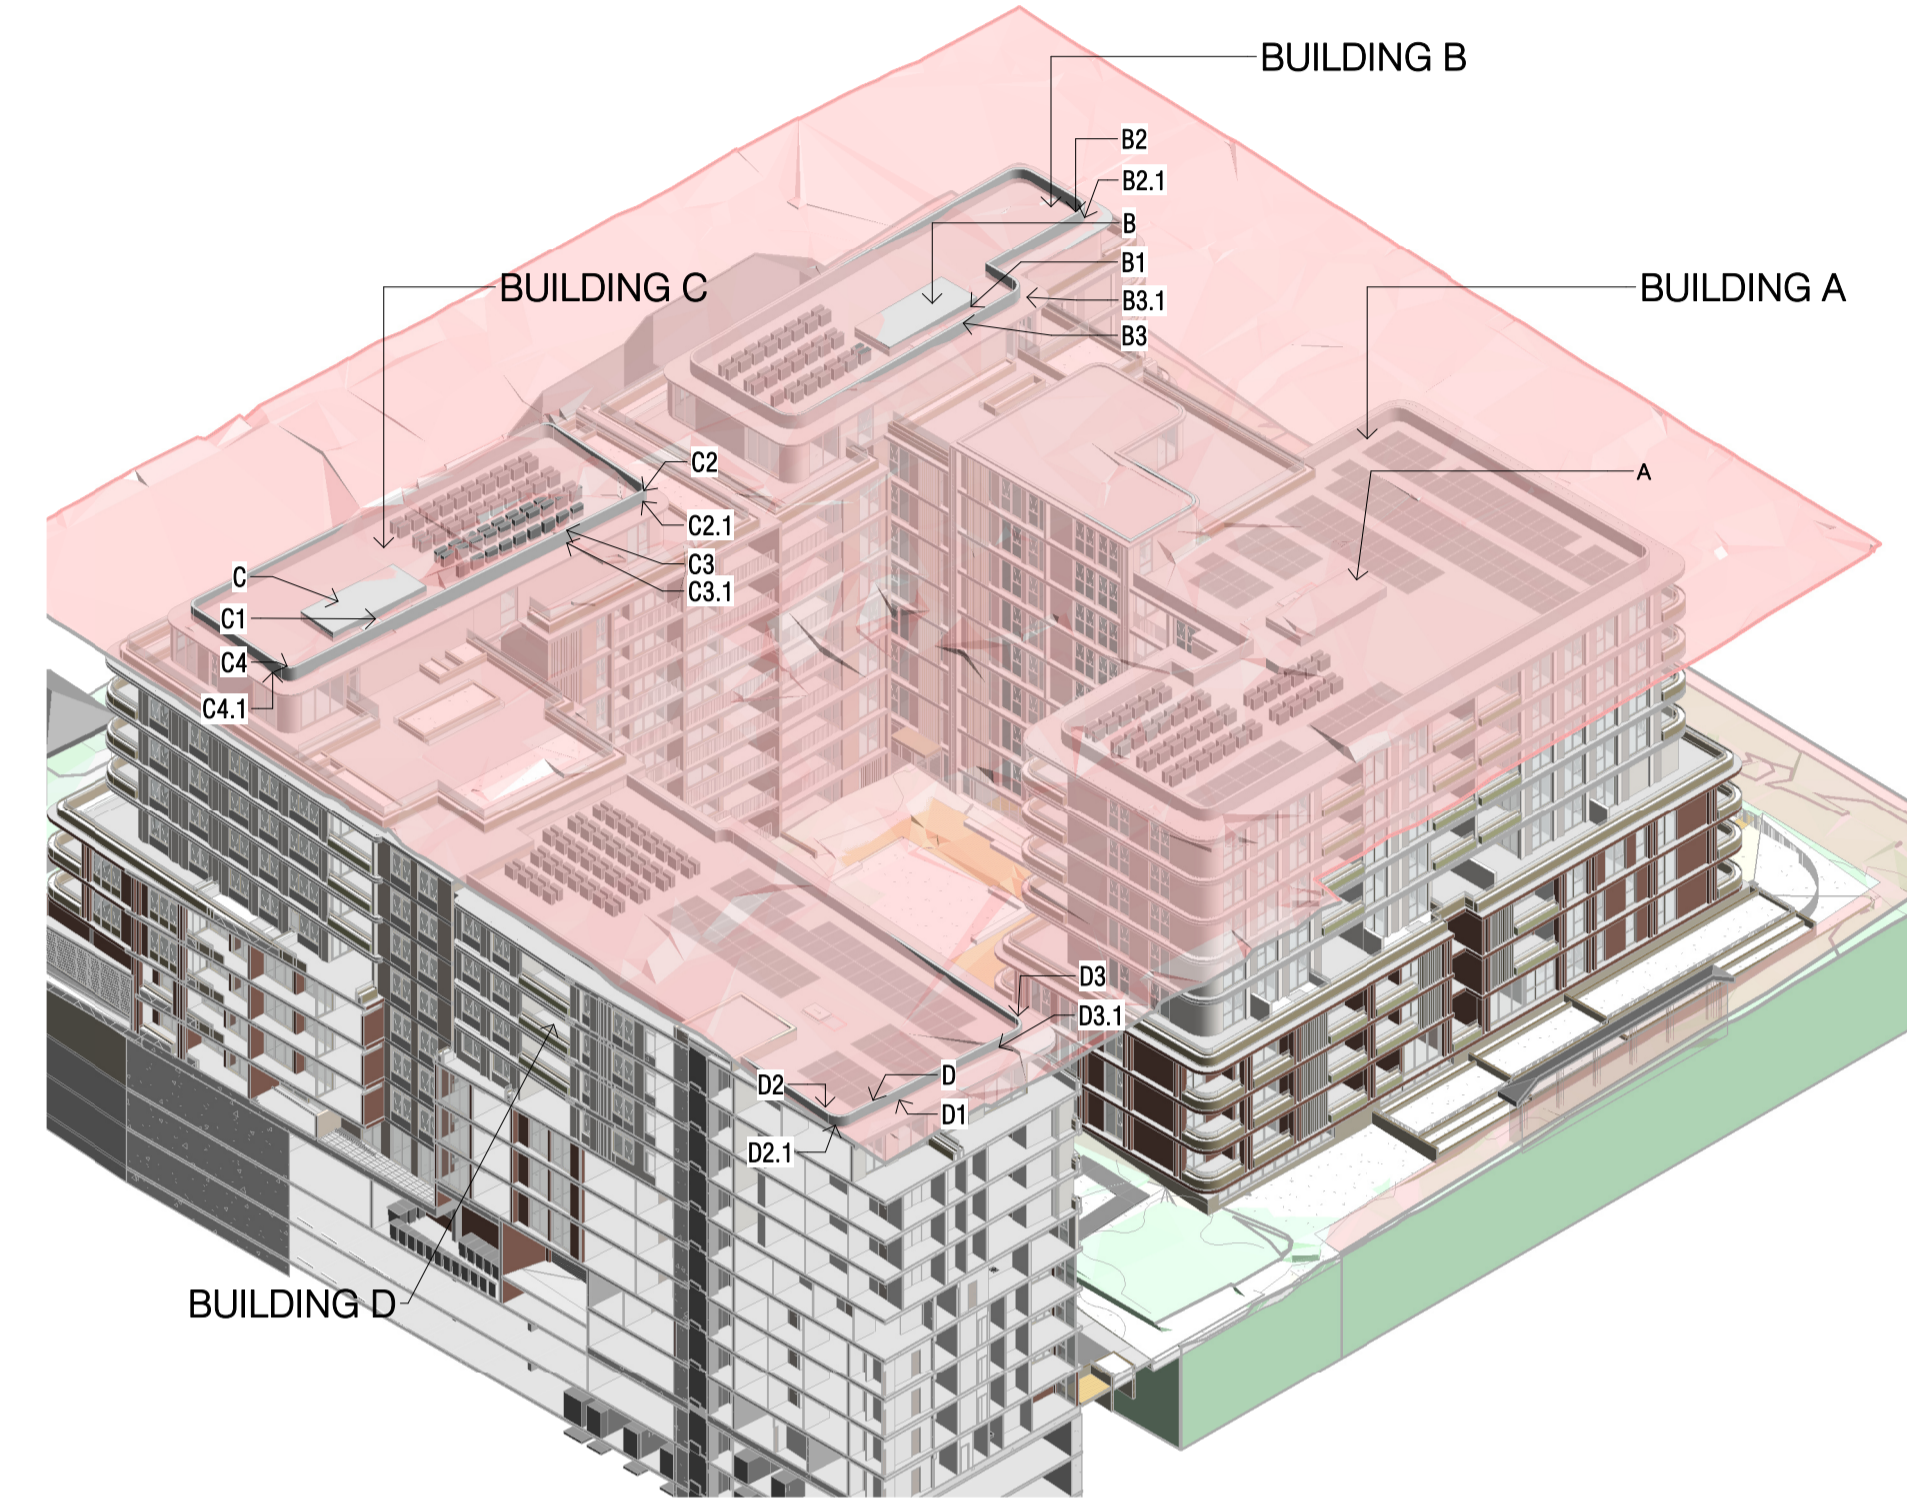 BUILDING B
B2
B2.1
B
B1
B3.1
B3
BUILDING C
BUILDING A
A
C2
C2.1
C3
C3.1
C
C1
C4
C4.1
D3
D3.1
D
D1
D2
D2.1
BUILDING D